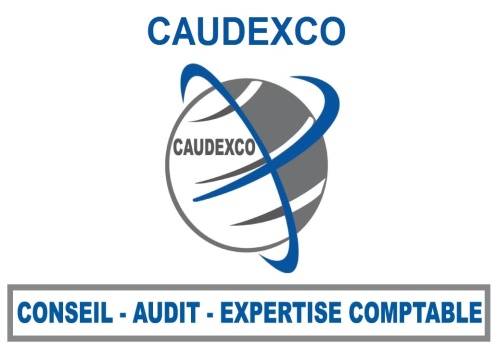 CAUDEXCO
CAUDEXCO
CONSEIL - AUDIT - EXPERTISE COMPTABLE